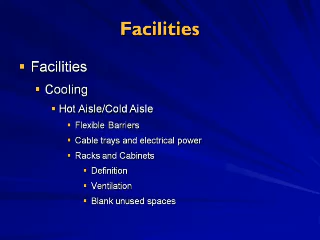 Facilities
Facilities
Cooling
Hot Aisle/Cold Aisle
Flexible Barriers
Cable trays and electrical power
Racks and Cabinets
Definition
Ventilation
Blank unused spaces